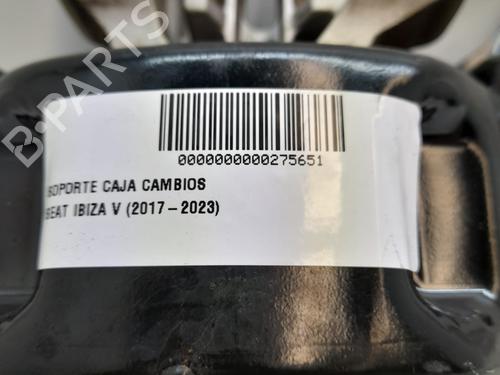 B-PARTS
0000000000275651
SOPORTE CAJA CAMBIOS
SEAT IBIZA V (2017-2023)